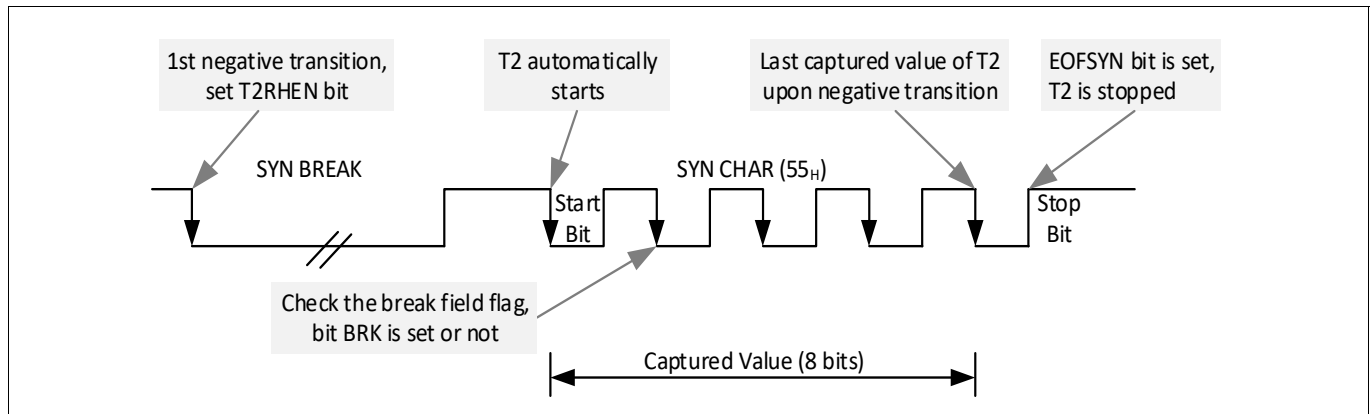 1st negative transition,
set T2RHEN bit
T2 automatically
starts
Last captured value of T2
upon negative transition
EOFSYN bit is set,
T2 is stopped
SYN BREAK
SYN CHAR (55H)
Start
Bit
Stop
Bit
Check the break field flag,
bit BRK is set or not
Captured Value (8 bits)